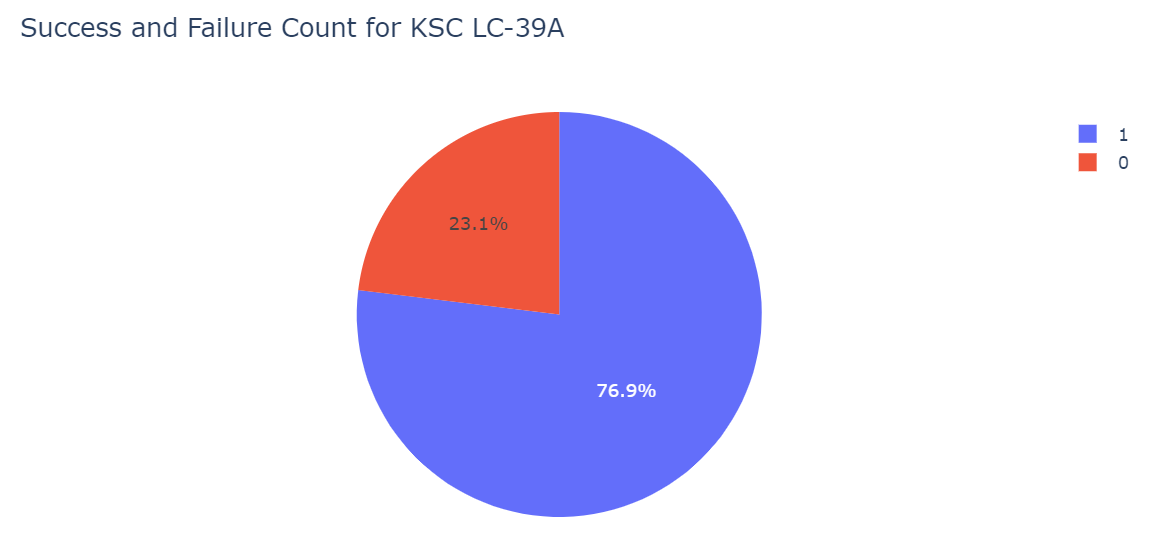 Success and Failure Count for KSC LC-39A
1
0
23.1%
76.9%